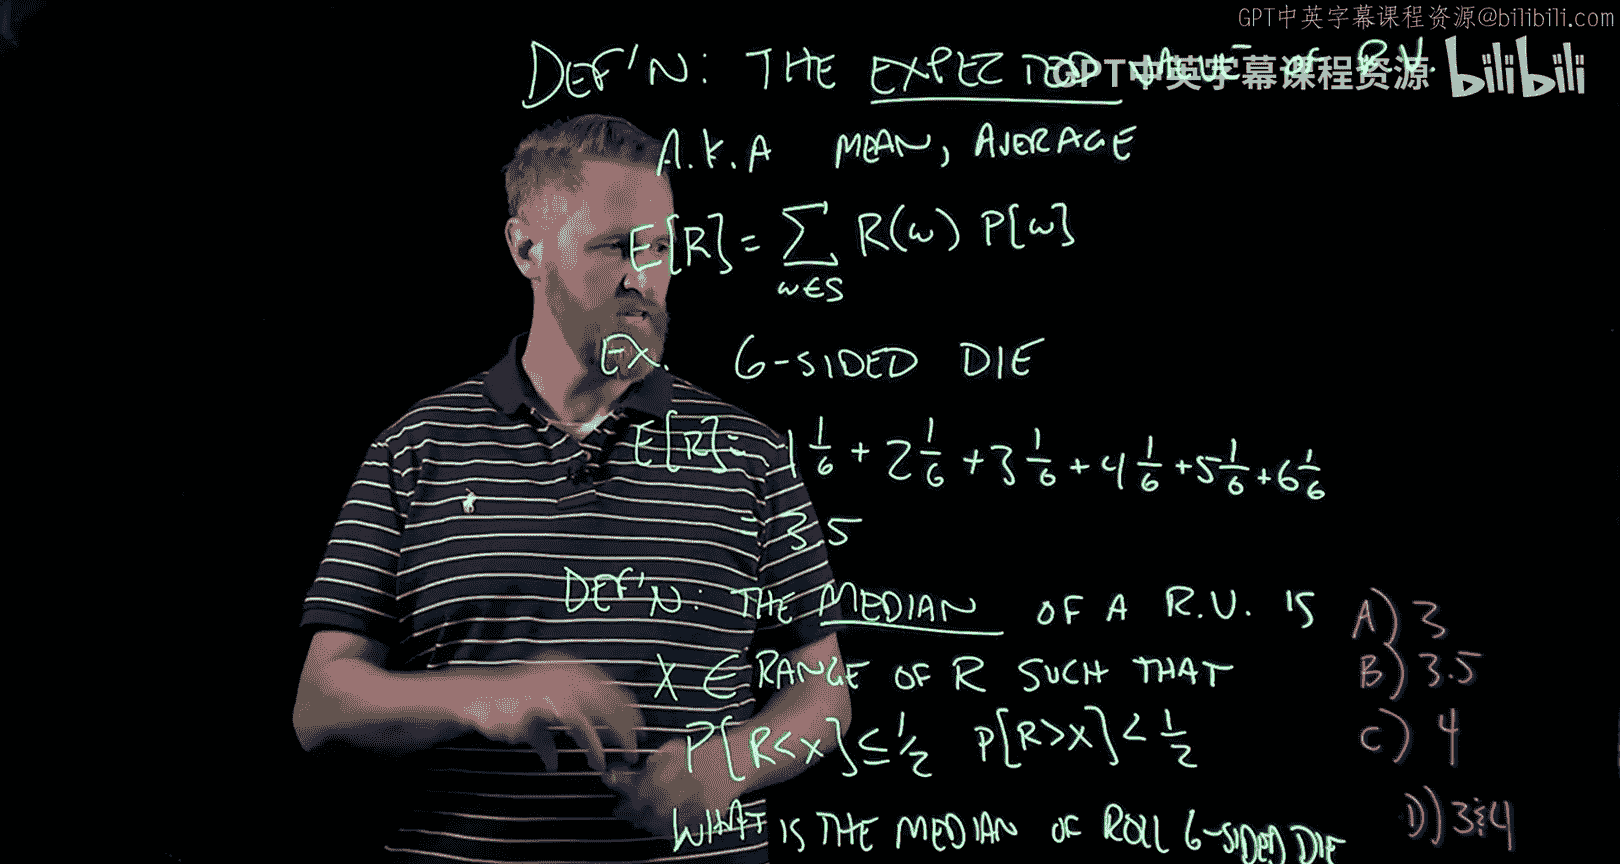 GPT中英字幕课程资源@bilibili.com
DEF'N: THE EXPECTED VALUE OF R.V.
GPT中英字幕课程资源 bilibili
A.K.A MEAN, AVERAGE
E[R] = ∑ R(ω) P[ω]
ω∈S
EX. 6-SIDED DIE
E[R] = 1 1/6 + 2 1/6 + 3 1/6 + 4 1/6 + 5 1/6 + 6 1/6
= 3.5
DEF'N: THE MEDIAN OF A R.V. IS
X ∈ RANGE OF R SUCH THAT
P[R<X] ≤ 1/2 P[R>X] < 1/2
WHAT IS THE MEDIAN OF ROLL 6-SIDED DIE
A) 3
B) 3.5
C) 4
D) 3 & 4